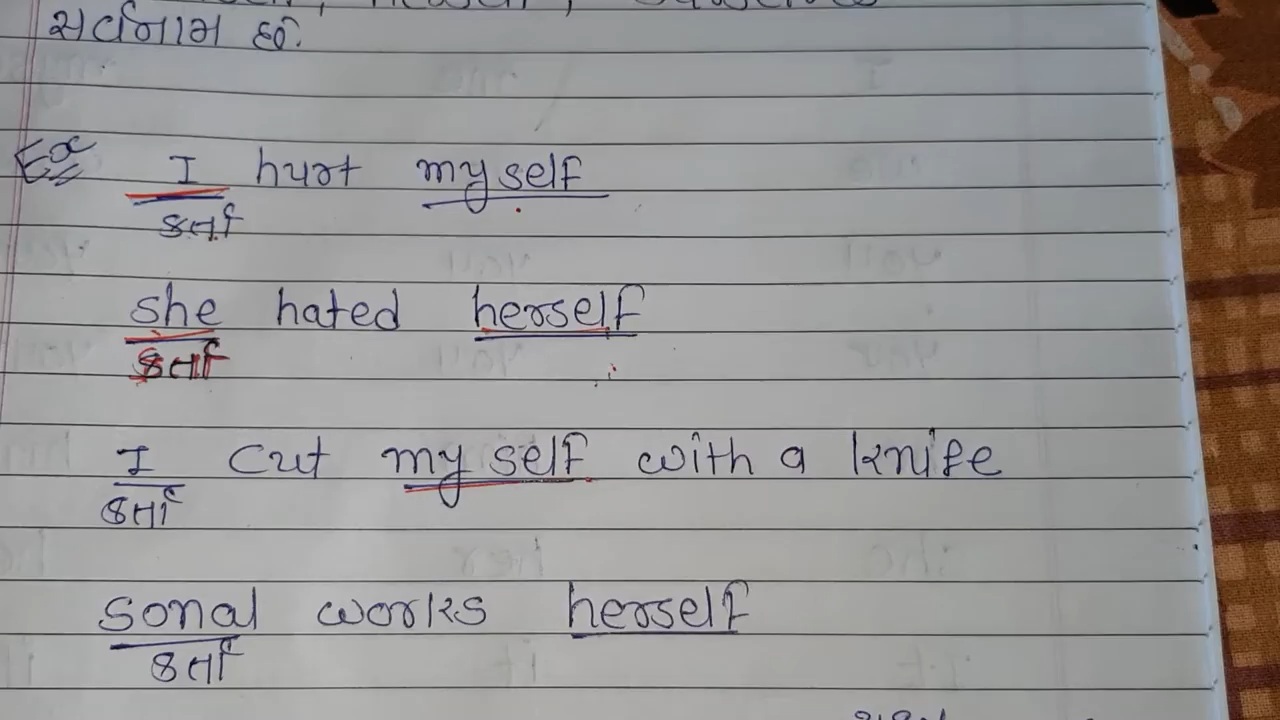 સર્વનામ છે.
Ex I hurt myself
કર્તા
she hated herself
કર્તા
I cut my self with a knife
કર્તા
sonal works herself
કર્તા